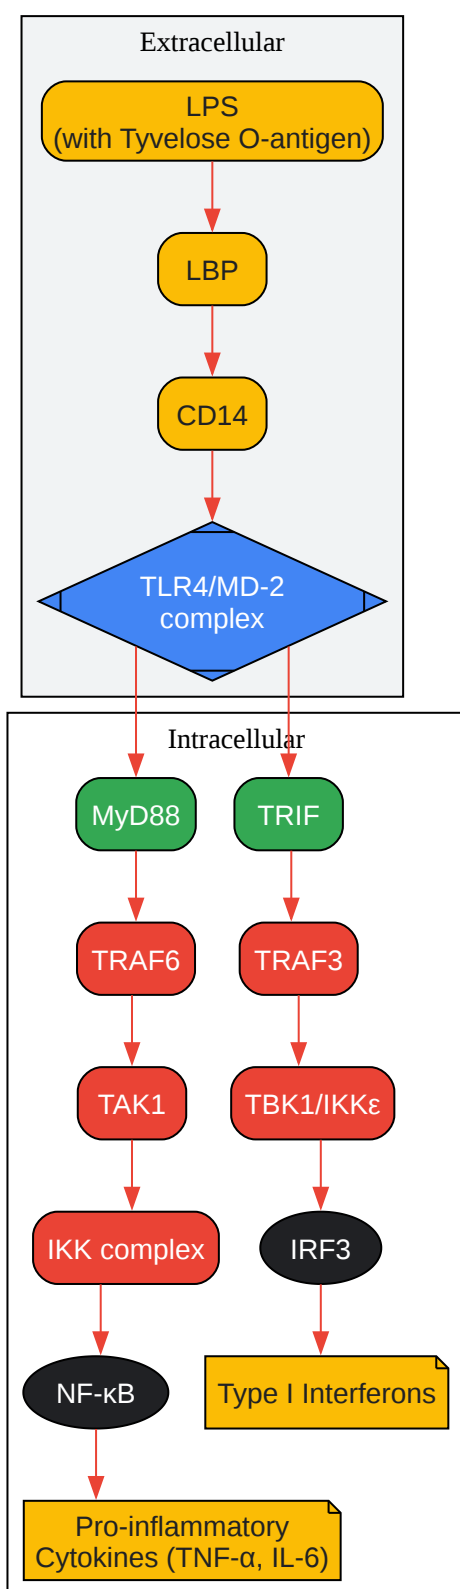 Extracellular
LPS
(with Tyvelose O-antigen)
LBP
CD14
TLR4/MD-2
complex
Intracellular
MyD88
TRIF
TRAF6
TRAF3
TAK1
TBK1/IKKε
IKK complex
IRF3
NF-κB
Type I Interferons
Pro-inflammatory
Cytokines (TNF-α, IL-6)